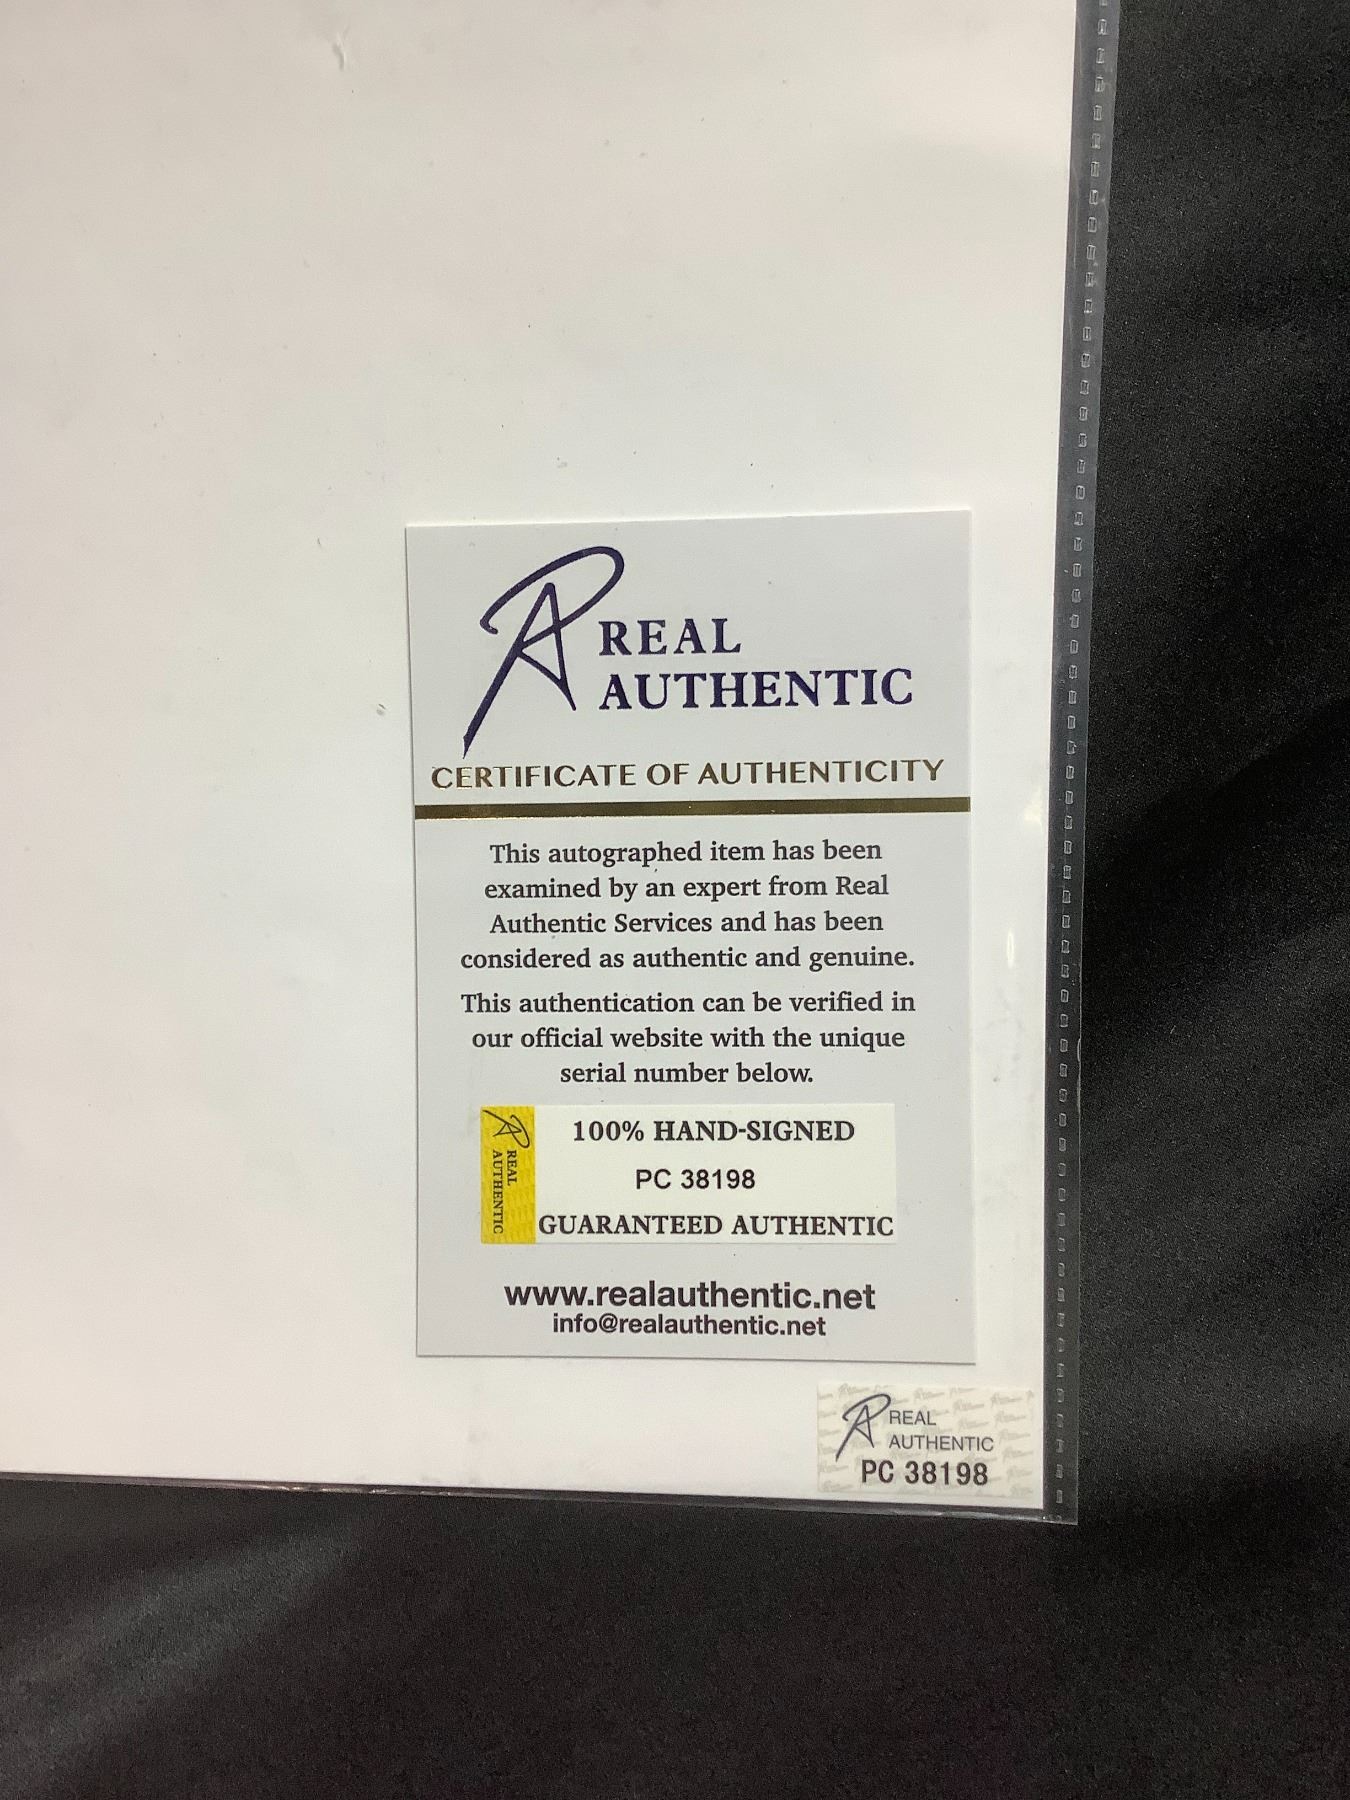 REAL
AUTHENTIC
CERTIFICATE OF AUTHENTICITY
This autographed item has been
examined by an expert from Real
Authentic Services and has been
considered as authentic and genuine.
This authentication can be verified in
our official website with the unique
serial number below.
REAL
AUTHENTIC
100% HAND-SIGNED
PC 38198
GUARANTEED AUTHENTIC
www.realauthentic.net
info@realauthentic.net
REAL
AUTHENTIC
PC 38198